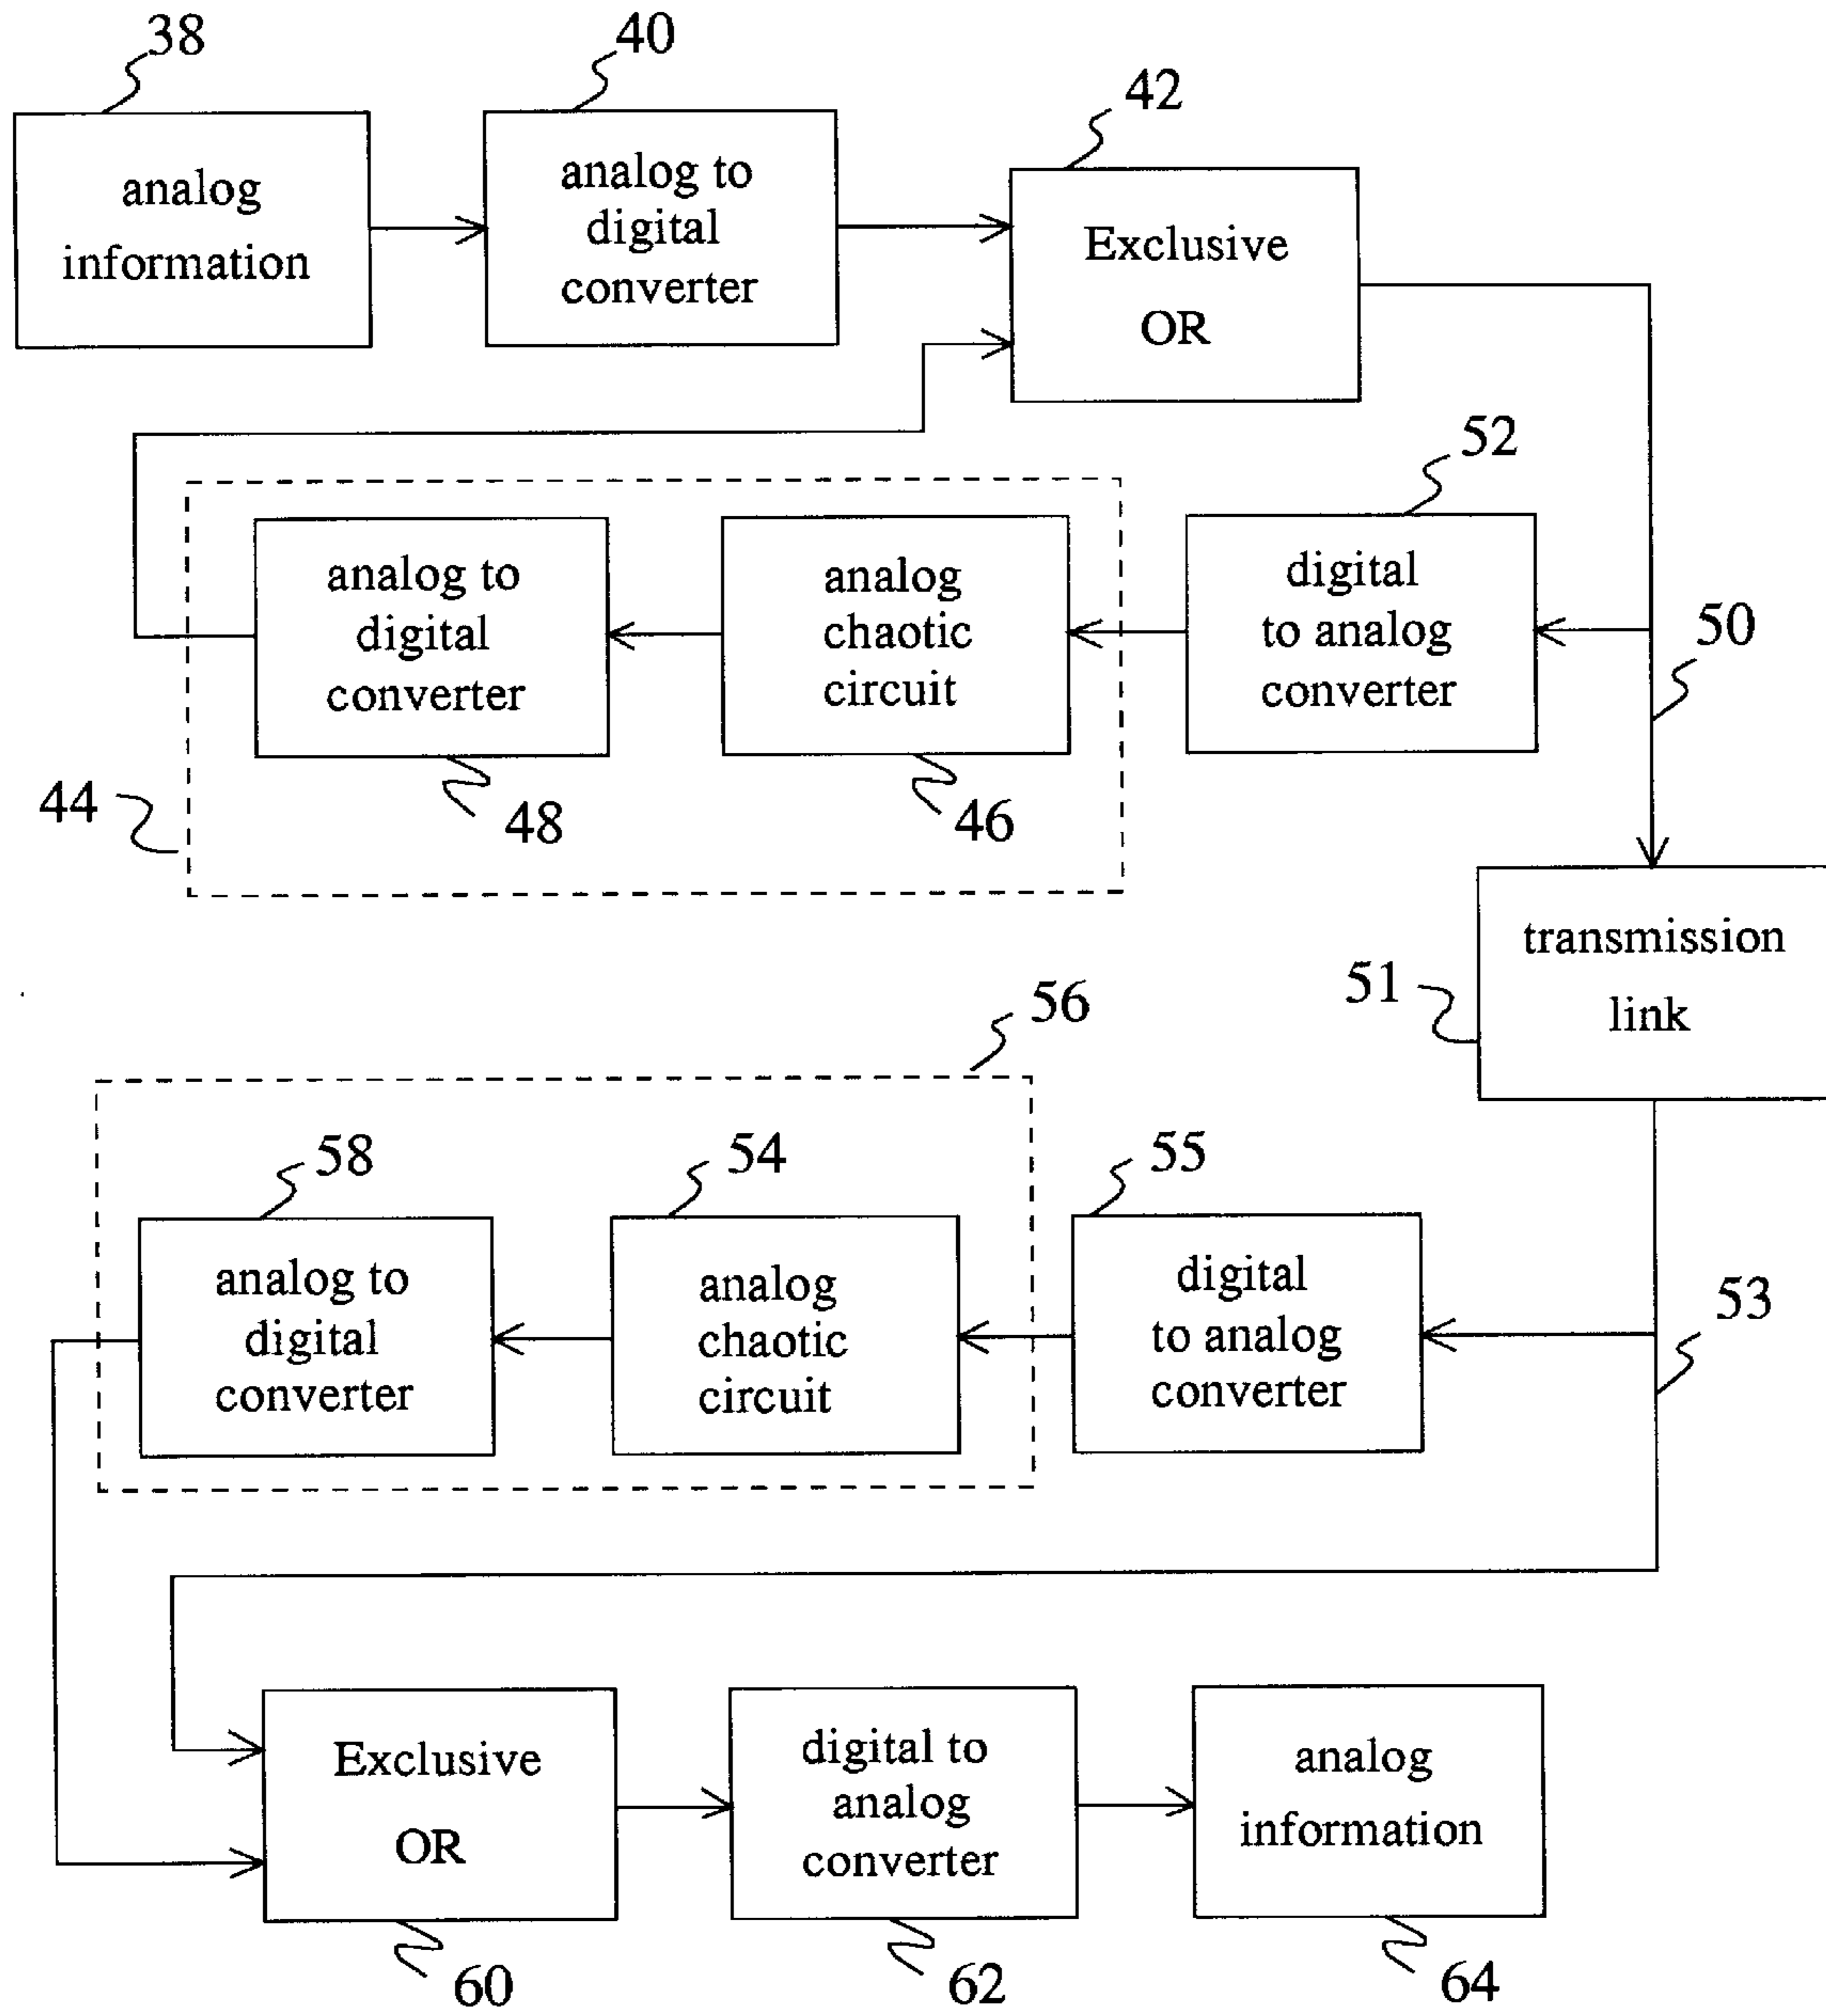 38
40
42
analog
information
analog to
digital
converter
Exclusive
OR
52
analog to
digital
converter
analog
chaotic
circuit
digital
to analog
converter
50
44
48
46
transmission
link
51
56
58
54
55
analog to
digital
converter
analog
chaotic
circuit
digital
to analog
converter
53
Exclusive
OR
digital to
analog
converter
analog
information
60
62
64